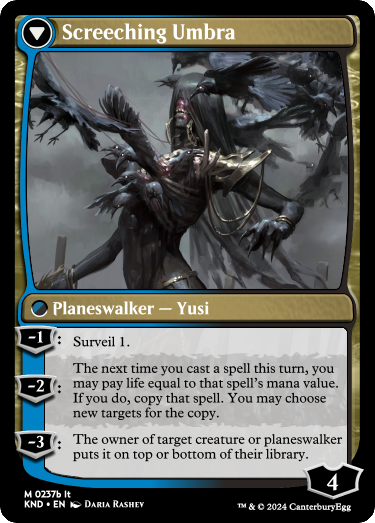 Screeching Umbra
Planeswalker — Yusi
-1: Surveil 1.
-2: The next time you cast a spell this turn, you
may pay life equal to that spell's mana value.
If you do, copy that spell. You may choose
new targets for the copy.
-3: The owner of target creature or planeswalker
puts it on top or bottom of their library.
4
M 0237b It
KND • EN Daria Rashev
™ & © 2024 CanterburyEgg